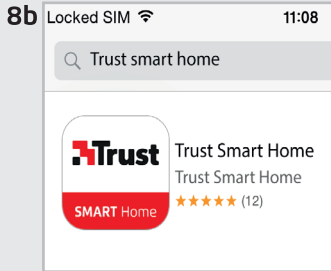 8b
Locked SIM 11:08
Trust smart home
Trust
SMART Home
Trust Smart Home
Trust Smart Home
★★★★★ (12)